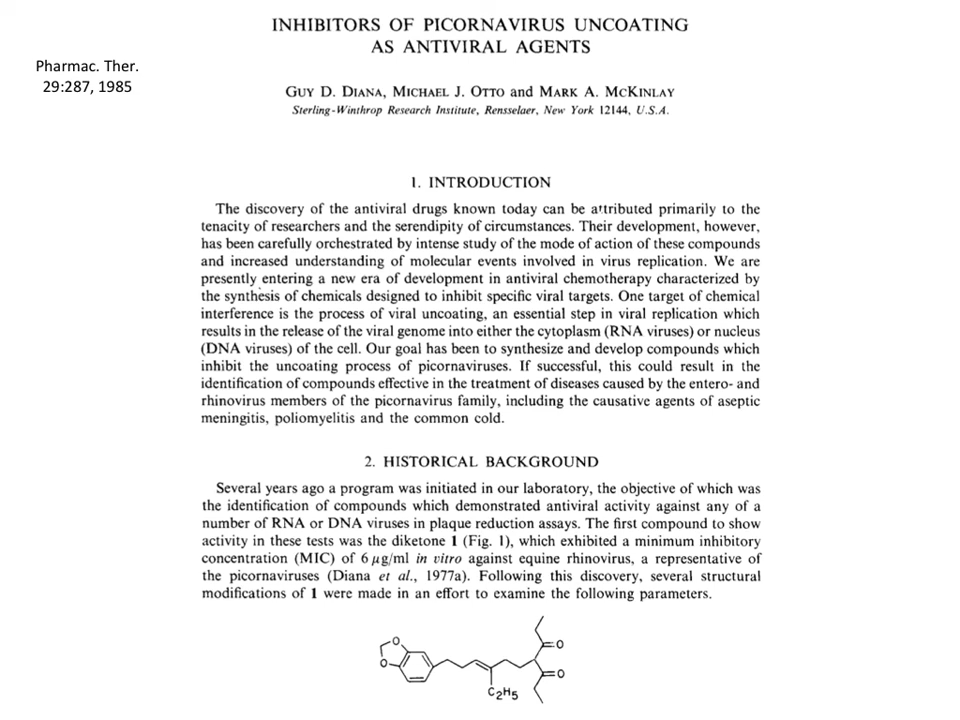 INHIBITORS OF PICORNAVIRUS UNCOATING
AS ANTIVIRAL AGENTS
Pharmac. Ther.
29:287, 1985
GUY D. DIANA, MICHAEL J. OTTO and MARK A. MCKINLAY
Sterling-Winthrop Research Institute, Rensselaer, New York 12144, U.S.A.
1. INTRODUCTION
The discovery of the antiviral drugs known today can be attributed primarily to the
tenacity of researchers and the serendipity of circumstances. Their development, however,
has been carefully orchestrated by intense study of the mode of action of these compounds
and increased understanding of molecular events involved in virus replication. We are
presently entering a new era of development in antiviral chemotherapy characterized by
the synthesis of chemicals designed to inhibit specific viral targets. One target of chemical
interference is the process of viral uncoating, an essential step in viral replication which
results in the release of the viral genome into either the cytoplasm (RNA viruses) or nucleus
(DNA viruses) of the cell. Our goal has been to synthesize and develop compounds which
inhibit the uncoating process of picornaviruses. If successful, this could result in the
identification of compounds effective in the treatment of diseases caused by the entero- and
rhinovirus members of the picornavirus family, including the causative agents of aseptic
meningitis, poliomyelitis and the common cold.
2. HISTORICAL BACKGROUND
Several years ago a program was initiated in our laboratory, the objective of which was
the identification of compounds which demonstrated antiviral activity against any of a
number of RNA or DNA viruses in plaque reduction assays. The first compound to show
activity in these tests was the diketone 1 (Fig. 1), which exhibited a minimum inhibitory
concentration (MIC) of 6 µg/ml in vitro against equine rhinovirus, a representative of
the picornaviruses (Diana et al., 1977a). Following this discovery, several structural
modifications of 1 were made in an effort to examine the following parameters.
O
O
O
O
C2H5